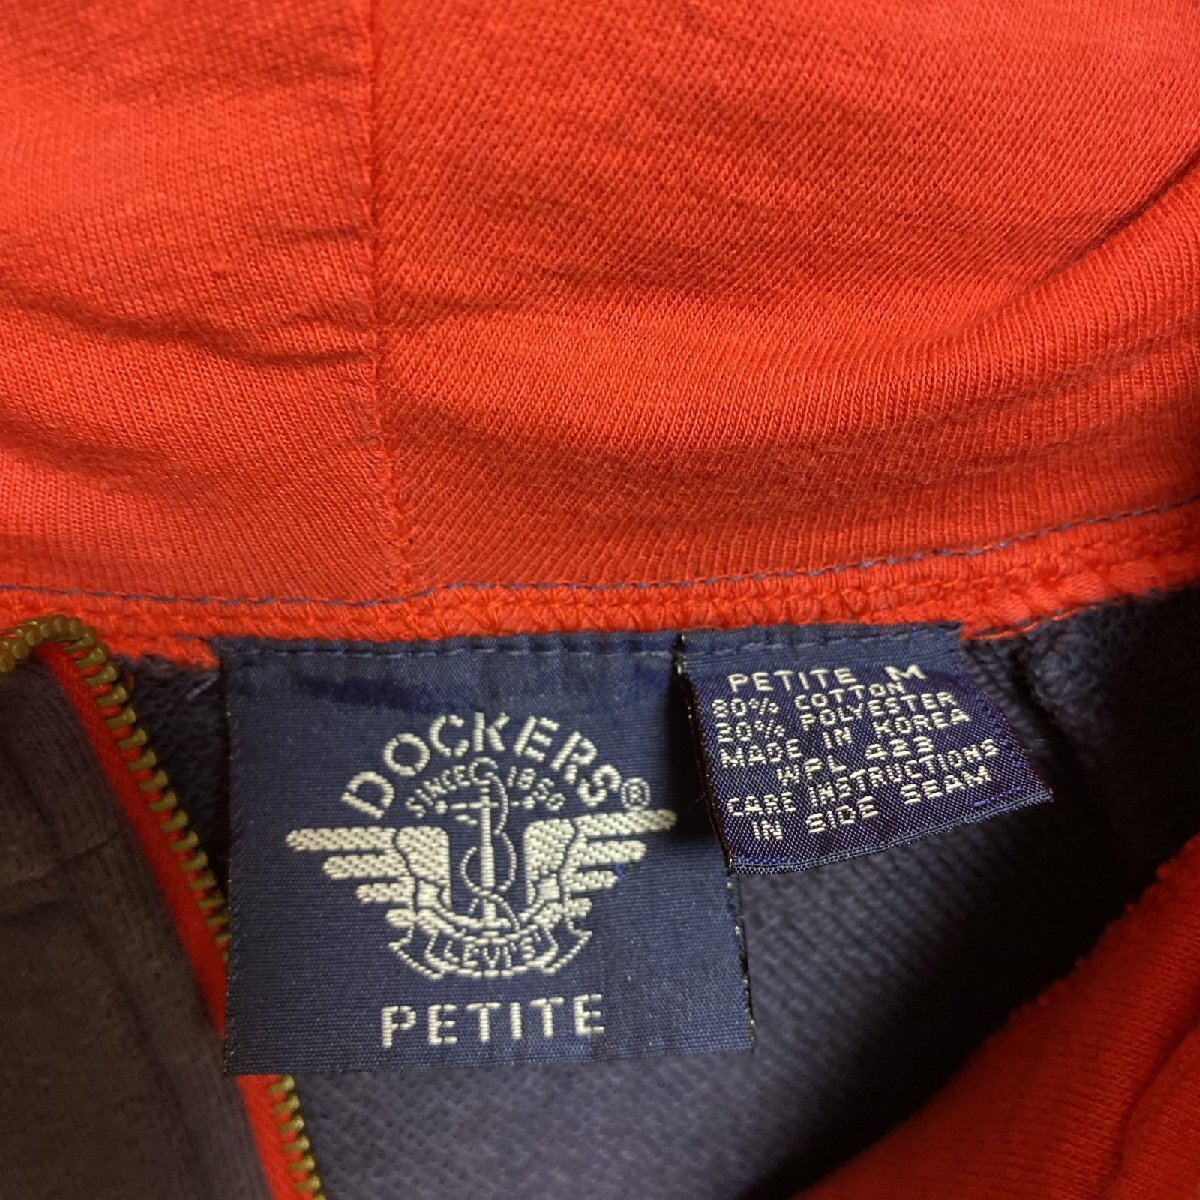 DOCKERS®
SINCE 1850
LEVI'S
PETITE
PETITE M
80% COTTON
20% POLYESTER
MADE IN KOREA
WPL 423
CARE INSTRUCTIONS
IN SIDE SEAM